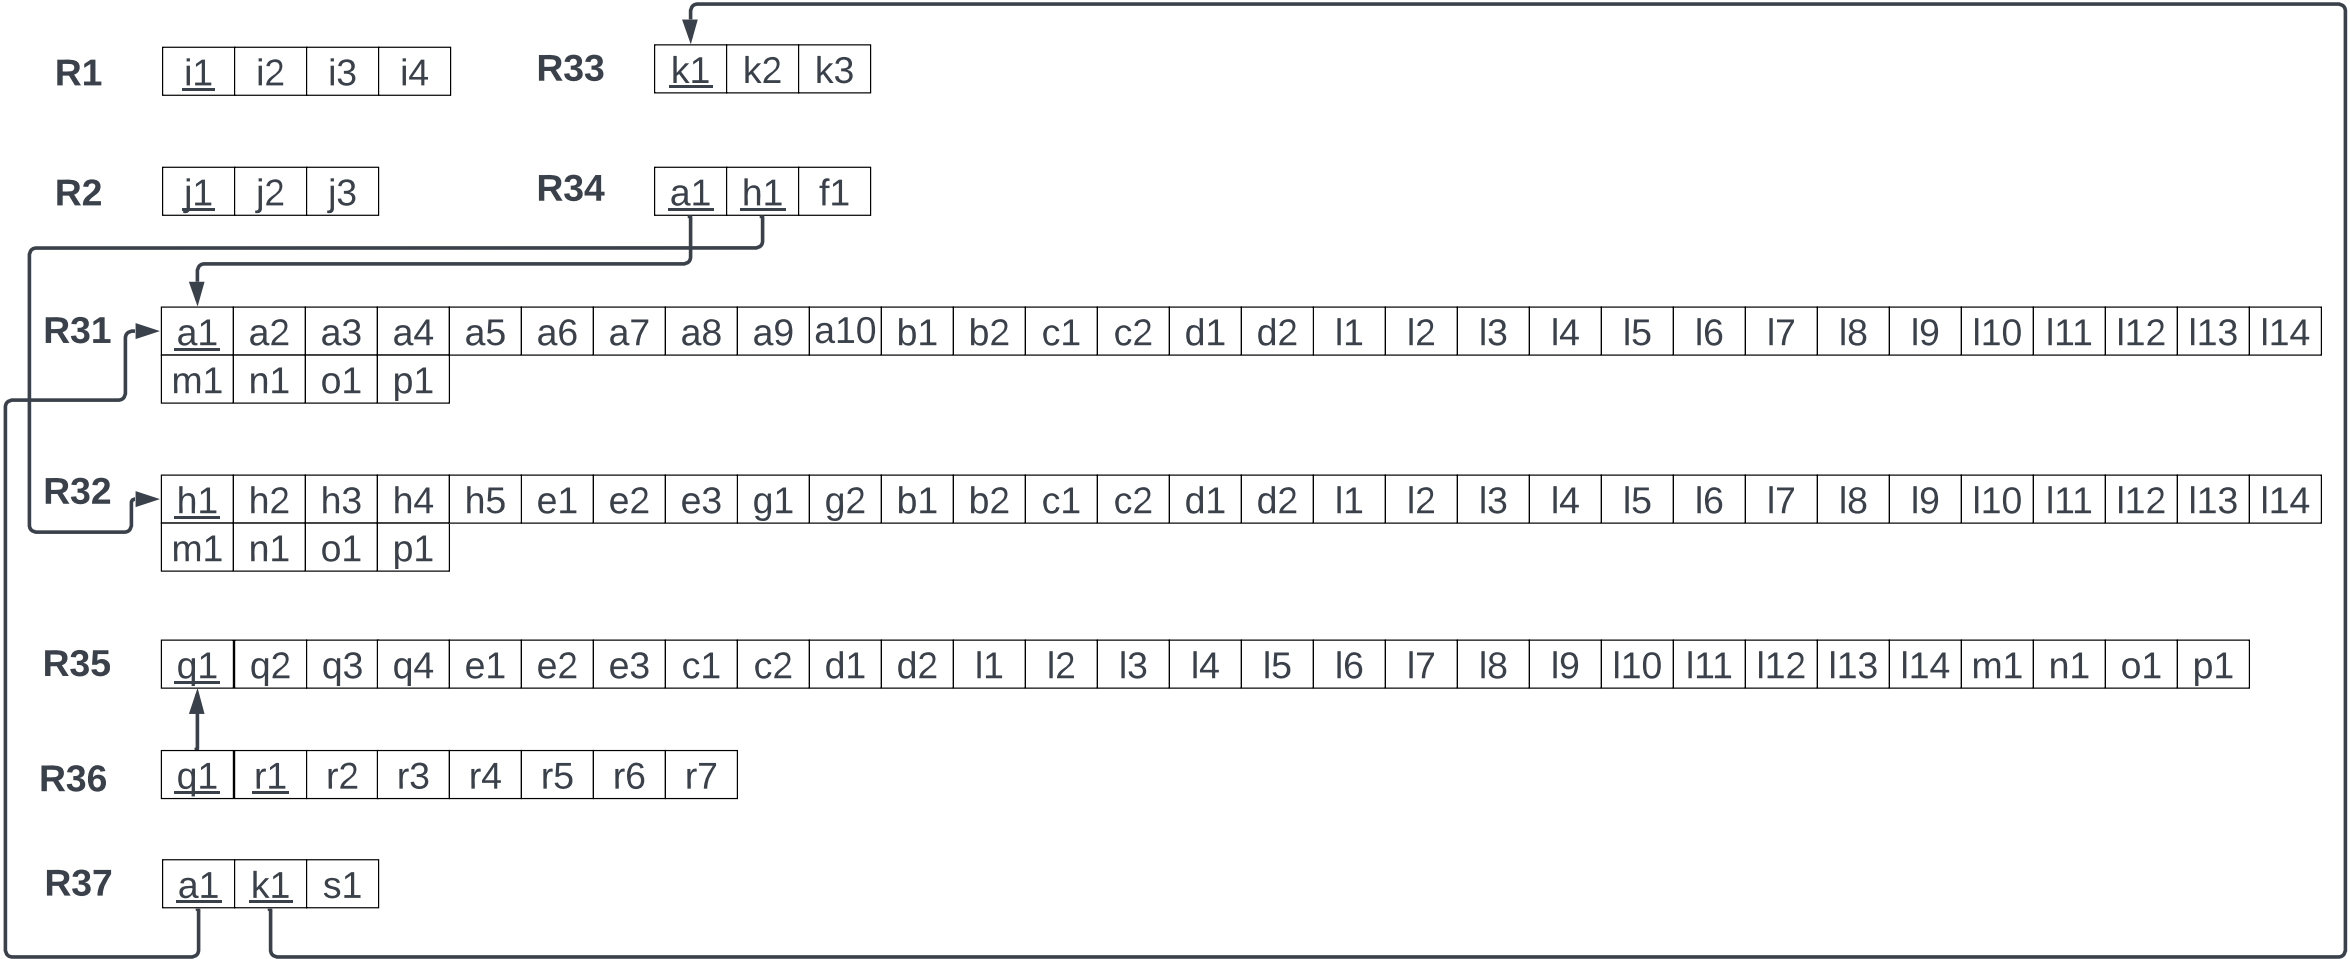 R1 i1 i2 i3 i4
R33 k1 k2 k3
R2 j1 j2 j3
R34 a1 h1 f1
R31 a1 a2 a3 a4 a5 a6 a7 a8 a9 a10 b1 b2 c1 c2 d1 d2 l1 l2 l3 l4 l5 l6 l7 l8 l9 l10 l11 l12 l13 l14
m1 n1 o1 p1
R32 h1 h2 h3 h4 h5 e1 e2 e3 g1 g2 b1 b2 c1 c2 d1 d2 l1 l2 l3 l4 l5 l6 l7 l8 l9 l10 l11 l12 l13 l14
m1 n1 o1 p1
R35 q1 q2 q3 q4 e1 e2 e3 c1 c2 d1 d2 l1 l2 l3 l4 l5 l6 l7 l8 l9 l10 l11 l12 l13 l14 m1 n1 o1 p1
R36 q1 r1 r2 r3 r4 r5 r6 r7
R37 a1 k1 s1